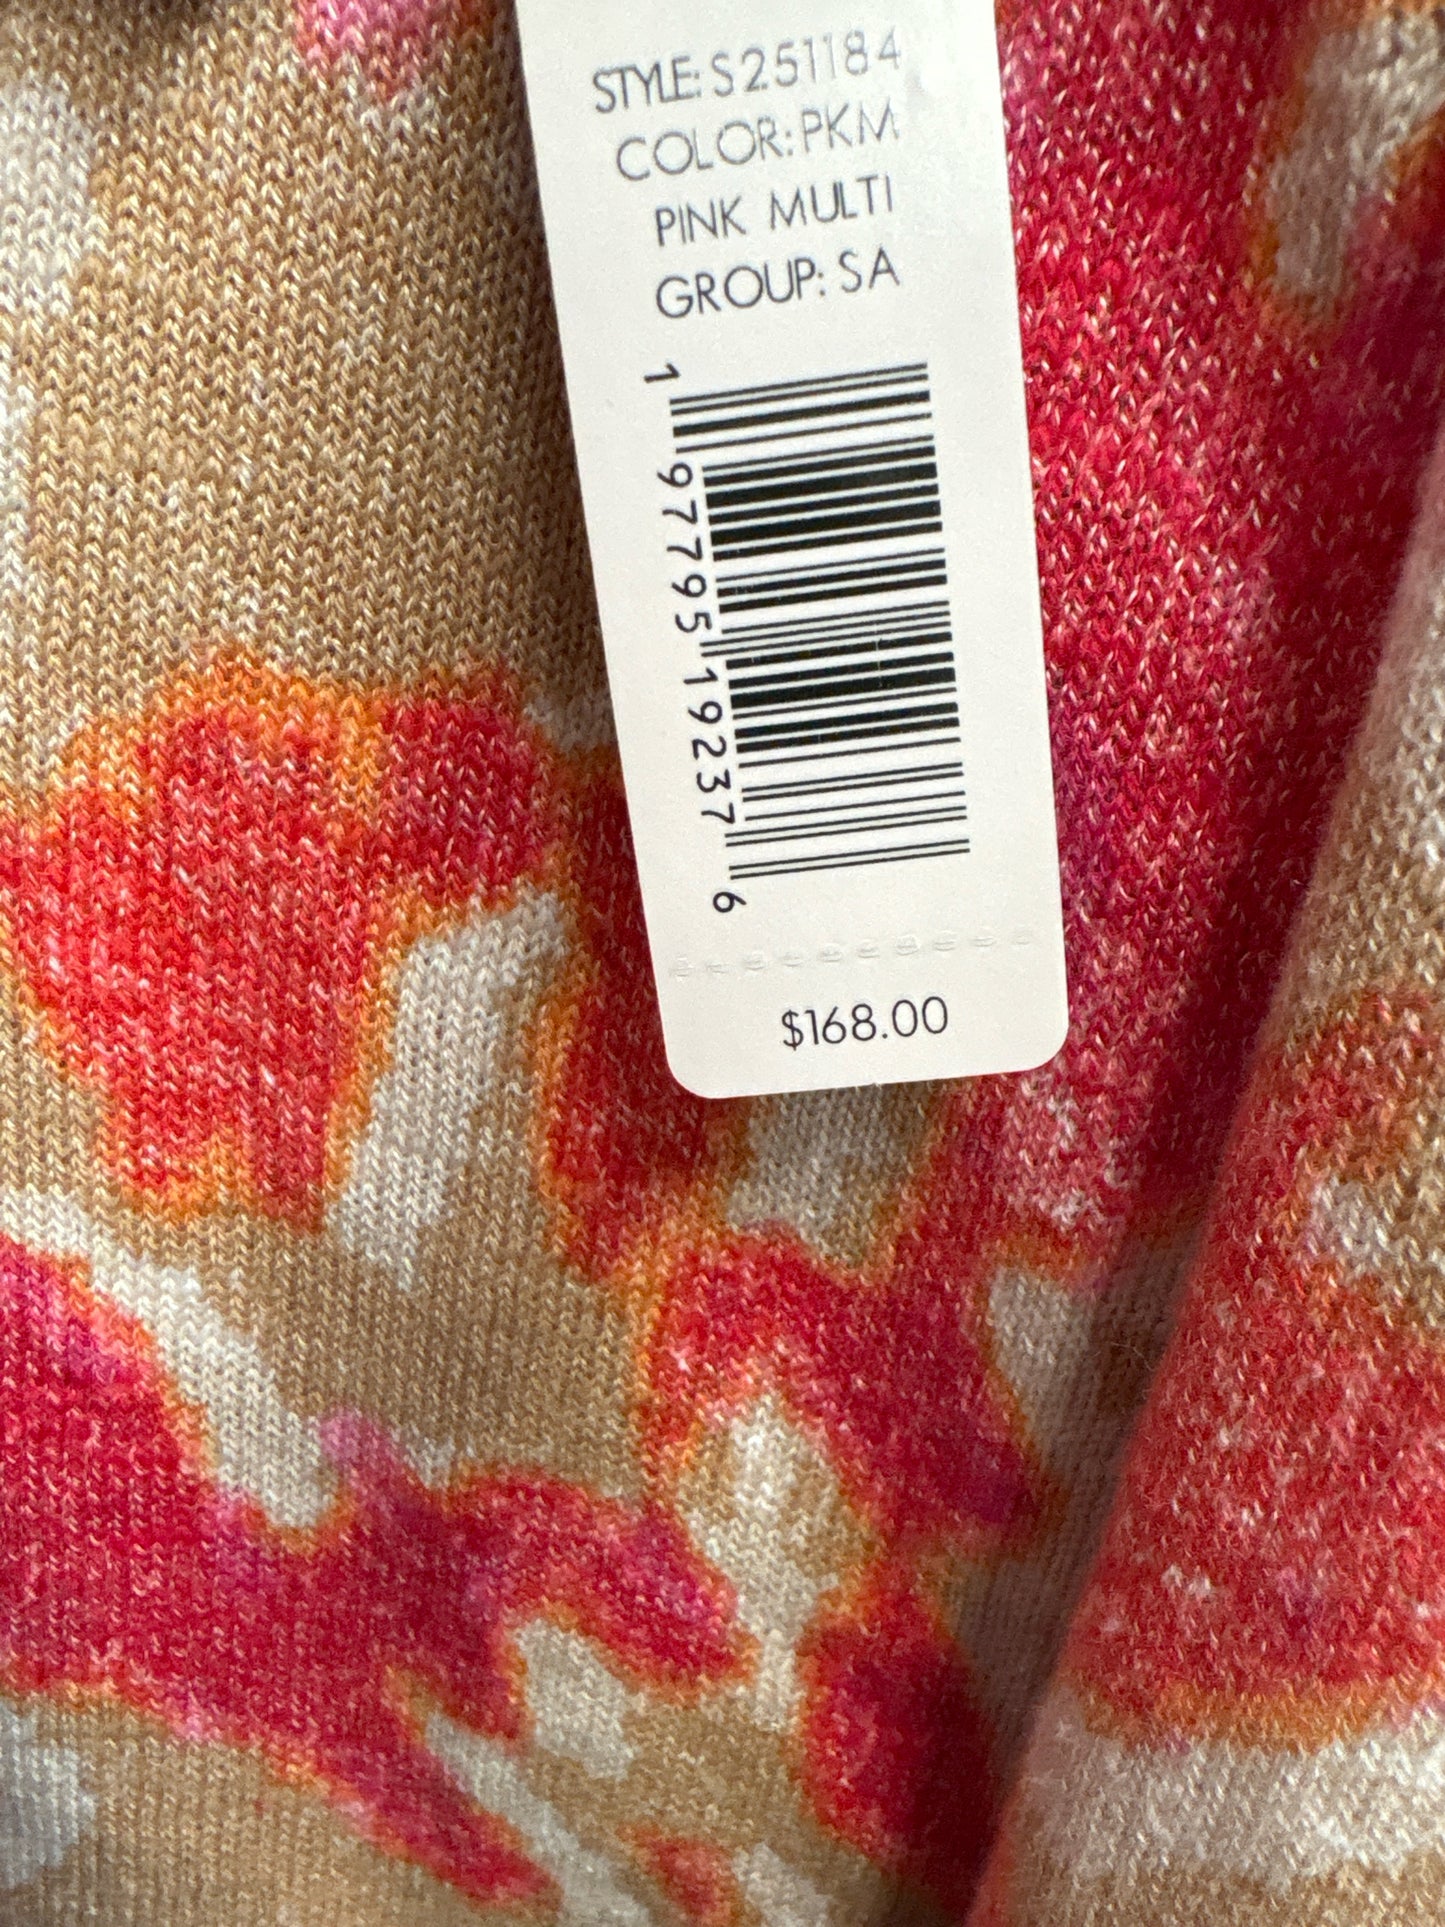 STYLE: S251184
COLOR: PKM
PINK MULTI
GROUP: SA
1 97795 19237 6
$168.00